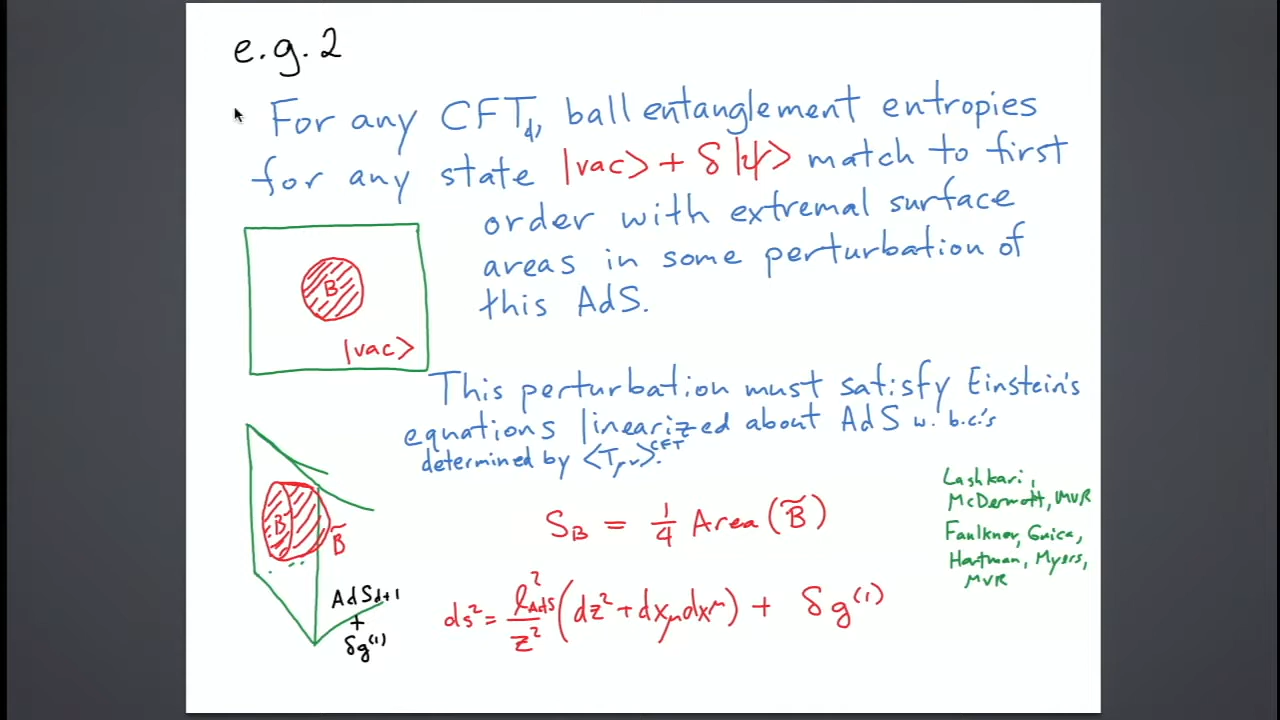 e.g. 2
For any CFT_d, ball entanglement entropies
for any state |vac> + δ|ψ> match to first
order with extremal surface
areas in some perturbation of
this AdS.
B
|vac>
This perturbation must satisfy Einstein's
equations linearized about AdS w. b.c.'s
determined by <T_μν>^CFT.
B
B̃
AdS_d+1
+
δg^(1)
S_B = 1/4 Area(B̃)
ds² = ℓ²_AdS/z² (dz² + dx_μ dx^μ) + δg^(1)
Lashkari,
McDermott, MVR
Faulkner, Guica,
Hartman, Myers,
MVR